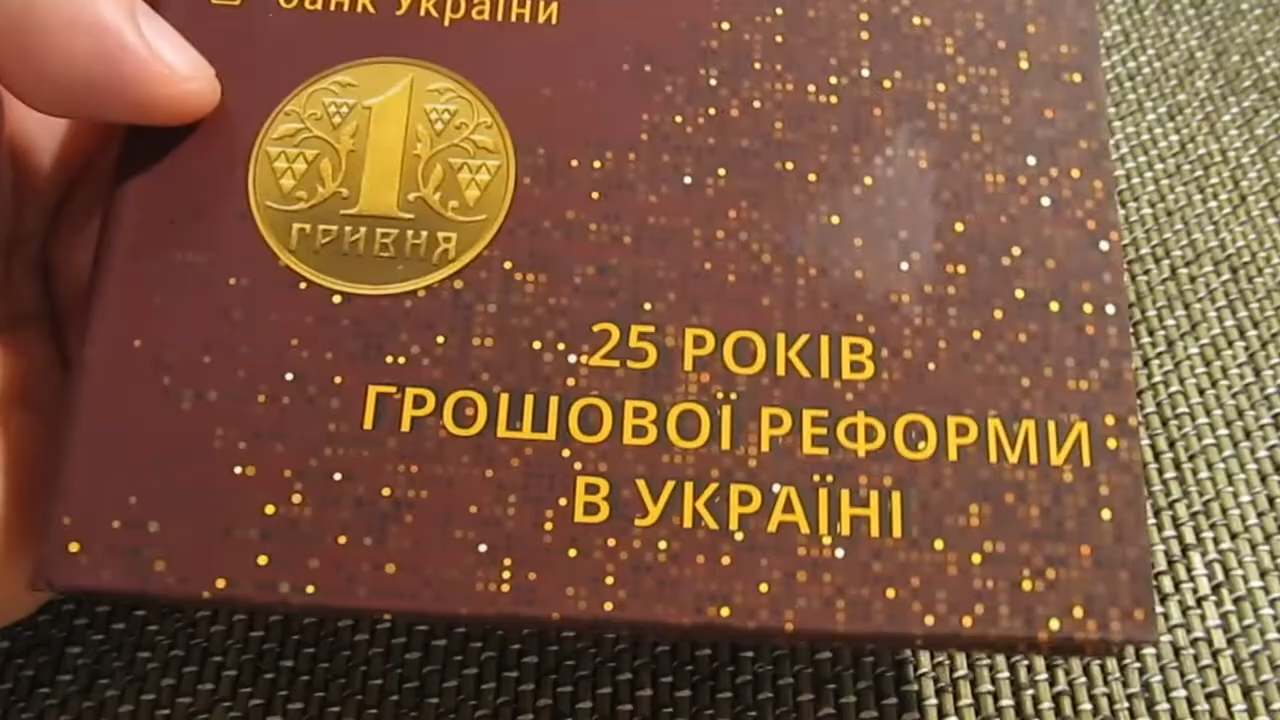 банк України
1
ГРИВНЯ
25 РОКІВ
ГРОШОВОЇ РЕФОРМИ
В УКРАЇНІ